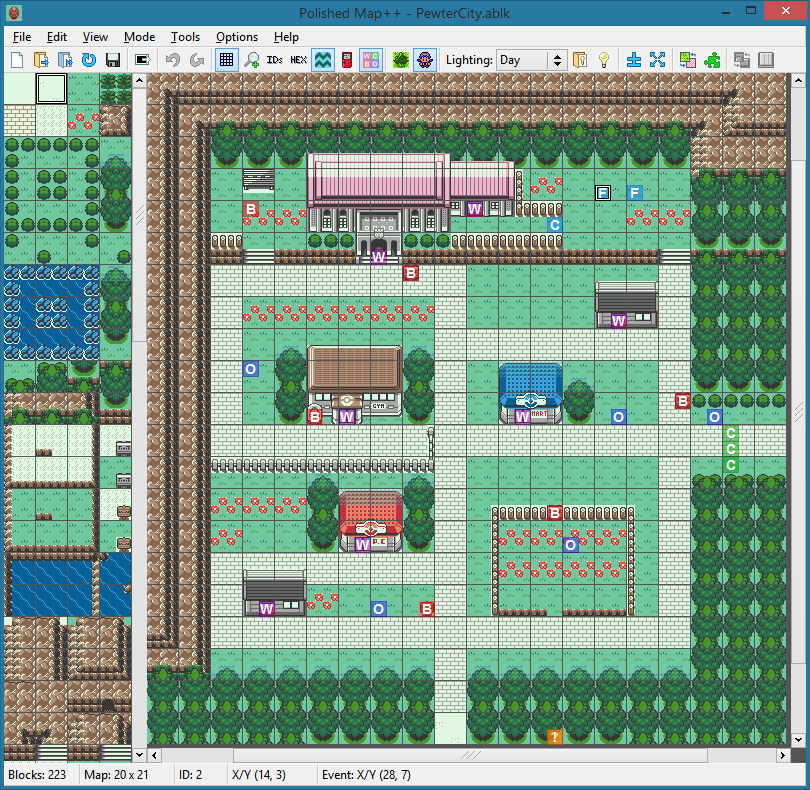 Polished Map++ - PewterCity.ablk
File Edit View Mode Tools Options Help
IDs HEX W C B O Lighting: Day
F F
B W
C
W
B
W
O
B
B W GYM W MART O O
C
C
C
B
W P.C O
W O B
!
Blocks: 223 Map: 20 x 21 ID: 2 X/Y (14, 3) Event: X/Y (28, 7)